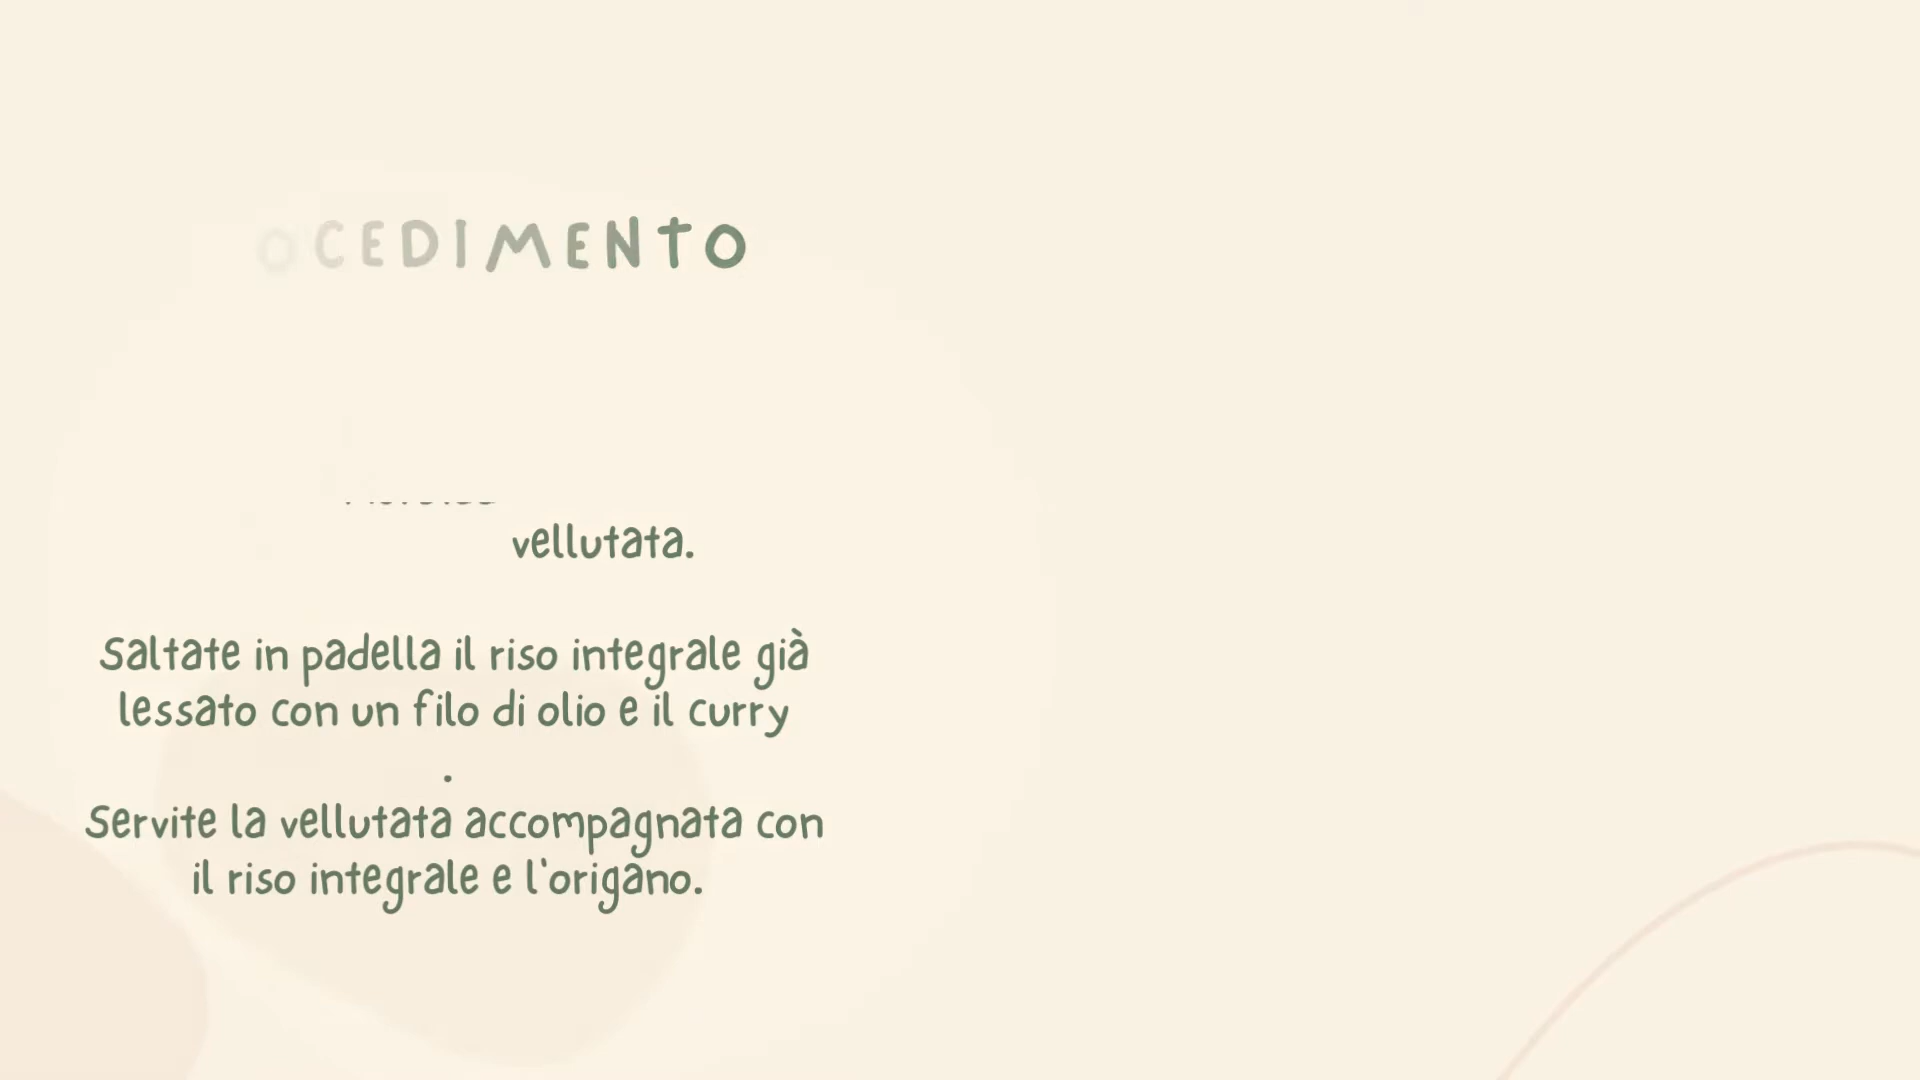 OCEDIMENTO
vellutata.
Saltate in padella il riso integrale già
lessato con un filo di olio e il curry
.
Servite la vellutata accompagnata con
il riso integrale e l'origano.